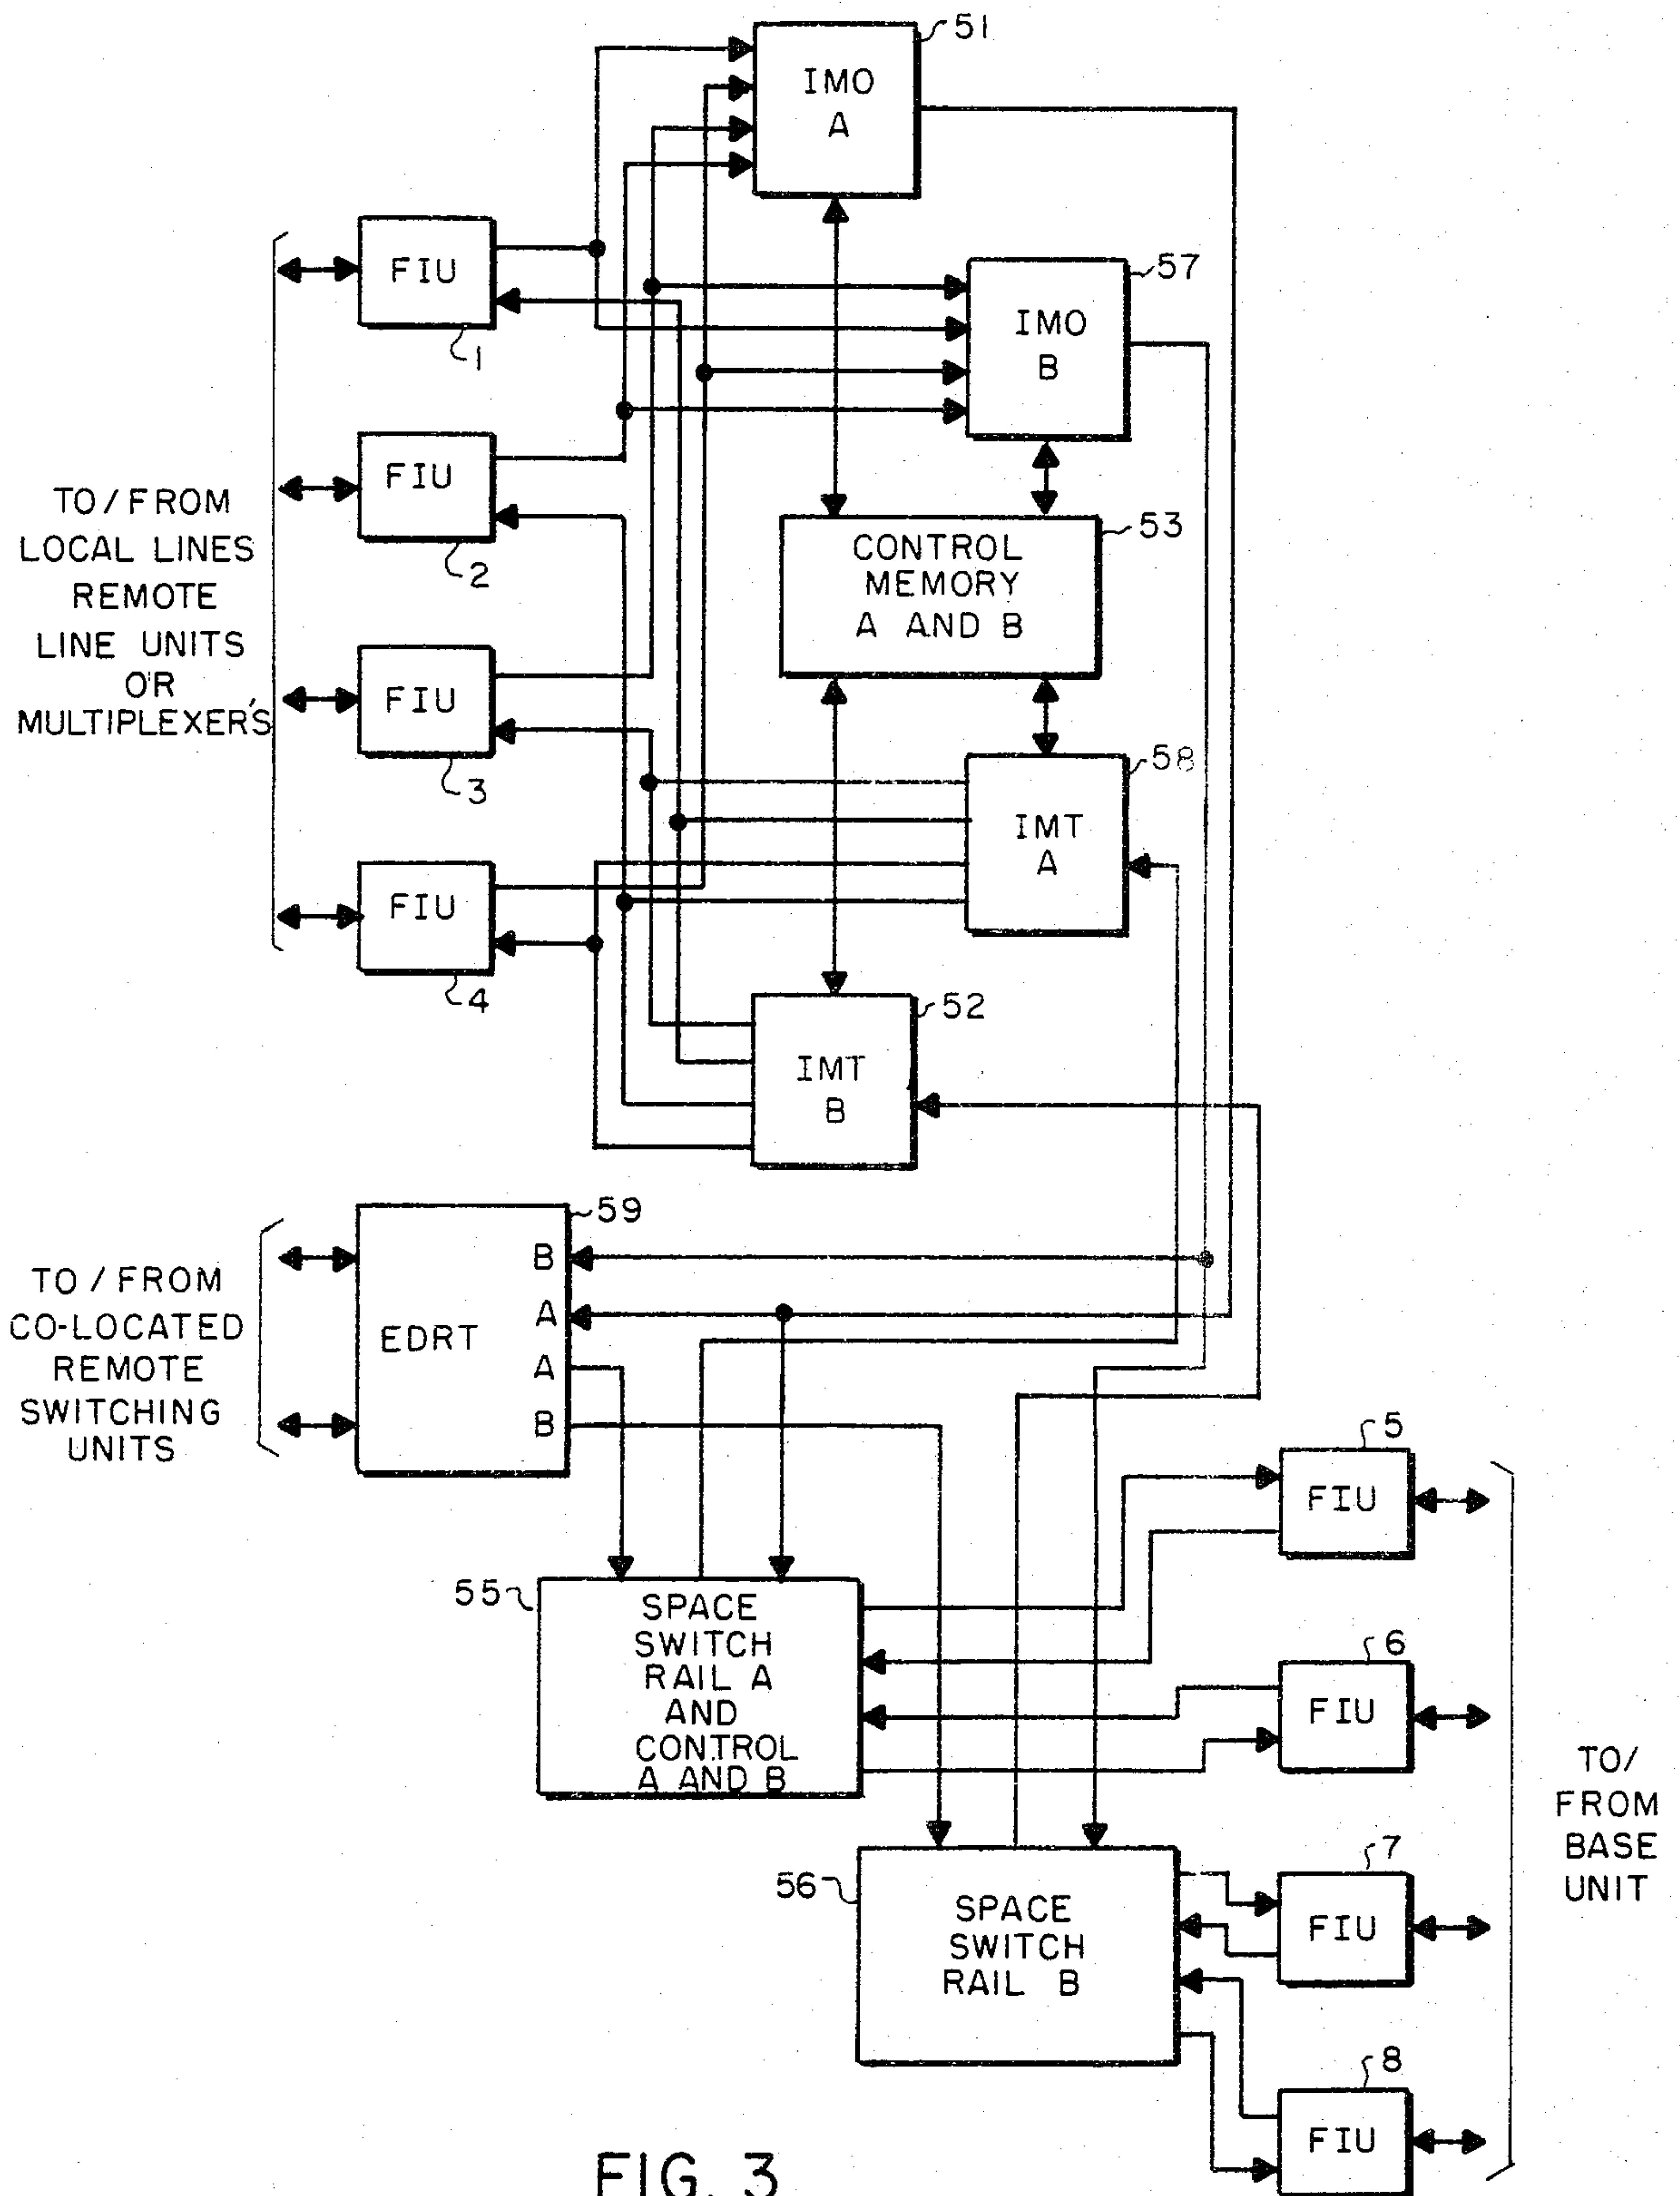 51
IMO
A
57
IMO
B
FIU
1
FIU
2
FIU
3
FIU
4
TO/FROM
LOCAL LINES
REMOTE
LINE UNITS
O'R
MULTIPLEXER'S
53
CONTROL
MEMORY
A AND B
58
IMT
A
52
IMT
B
59
B
A
EDRT
A
B
TO/FROM
CO-LOCATED
REMOTE
SWITCHING
UNITS
55
SPACE
SWITCH
RAIL A
AND
CONTROL
A AND B
56
SPACE
SWITCH
RAIL B
5
FIU
6
FIU
7
FIU
8
FIU
TO/
FROM
BASE
UNIT
FIG. 3